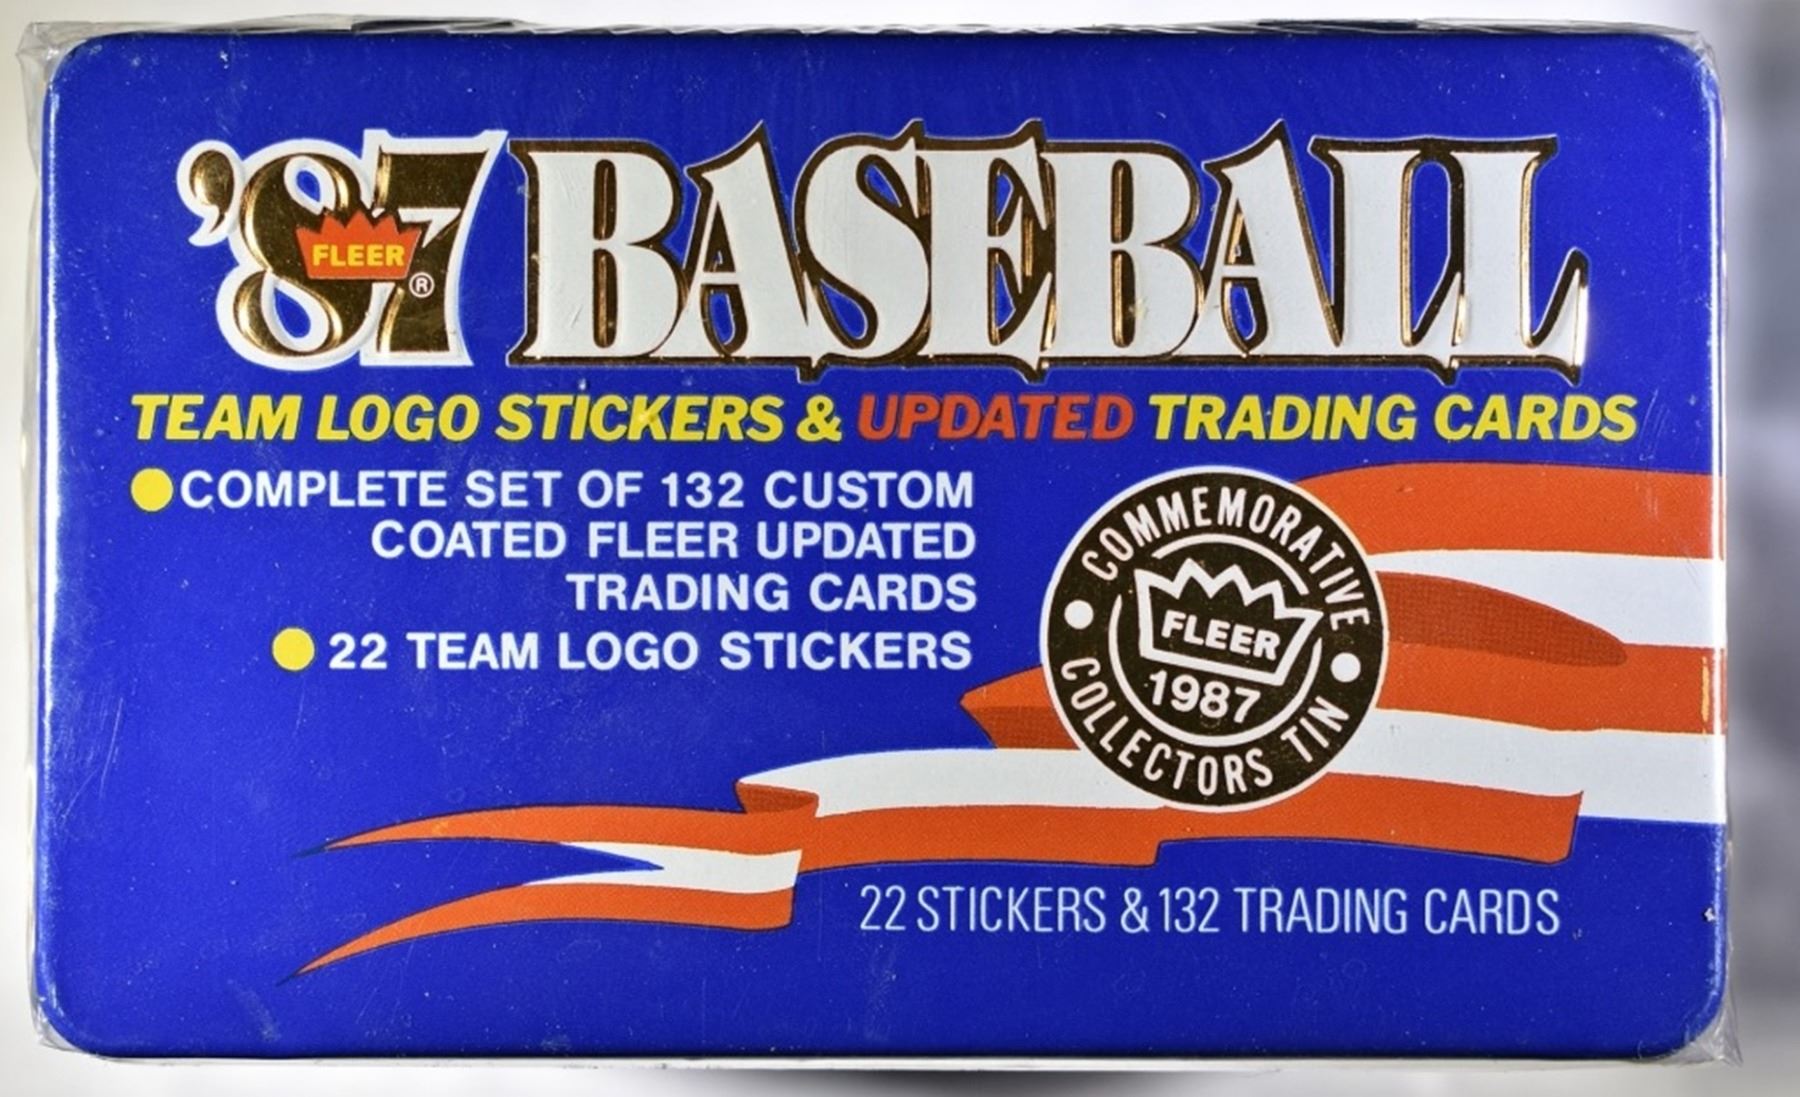 '87 BASEBALL
FLEER ®
TEAM LOGO STICKERS & UPDATED TRADING CARDS
COMPLETE SET OF 132 CUSTOM
COATED FLEER UPDATED
TRADING CARDS
22 TEAM LOGO STICKERS
COMMEMORATIVE
FLEER
1987
COLLECTORS TIN
22 STICKERS & 132 TRADING CARDS